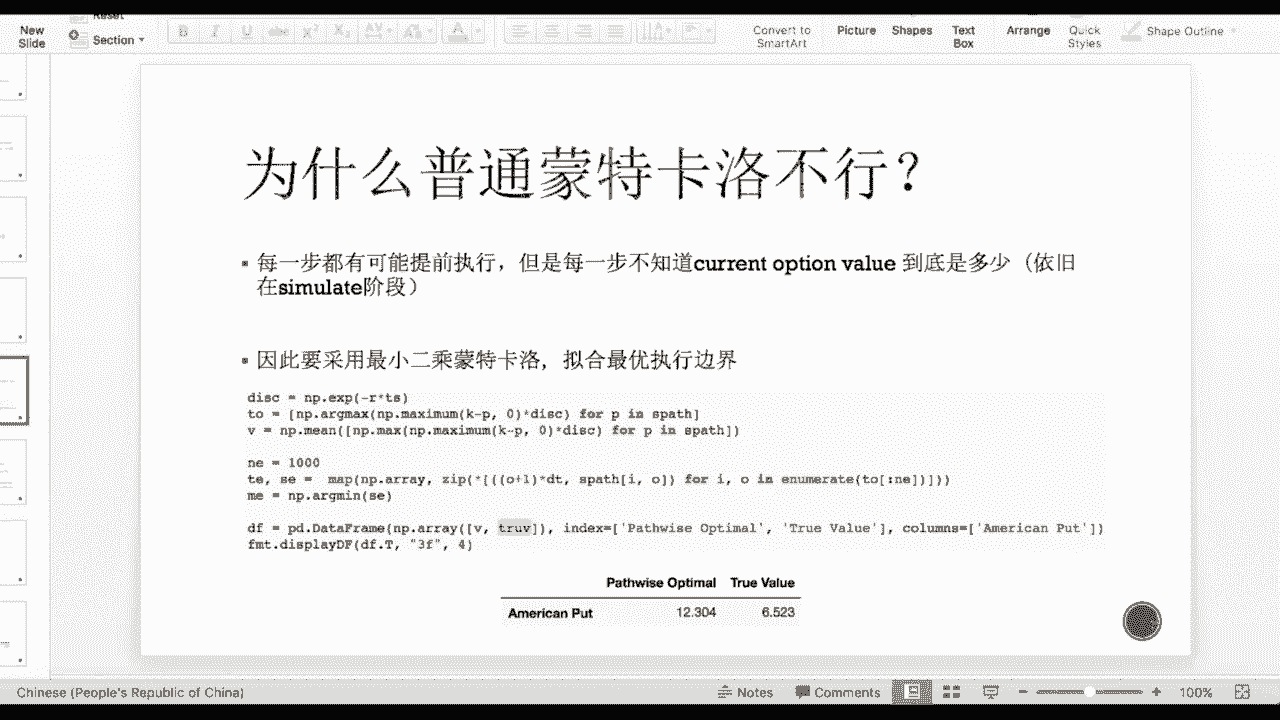 New
Slide
Reset
Section
B I U abc X² X₂ AV
Convert to
SmartArt
Picture
Shapes
Text
Box
Arrange
Quick
Styles
Shape Outline
为什么普通蒙特卡洛不行？
每一步都有可能提前执行，但是每一步不知道current option value 到底是多少（依旧
在simulate阶段）
因此要采用最小二乘蒙特卡洛，拟合最优执行边界
disc = np.exp(-r*ts)
to = [np.argmax(np.maximum(k-p, 0)*disc) for p in spath]
v = np.mean([np.max(np.maximum(k-p, 0)*disc) for p in spath])
ne = 1000
te, se =  map(np.array, zip(*[((o+1)*dt, spath[i, o]) for i, o in enumerate(to[:ne])]))
me = np.argmin(se)
df = pd.DataFrame(np.array([v, truv]), index=['Pathwise Optimal', 'True Value'], columns=['American Put'])
fmt.displayDF(df.T, "3f", 4)
Pathwise Optimal True Value
American Put 12.304 6.523
Chinese (People's Republic of China)
Notes
Comments
100%